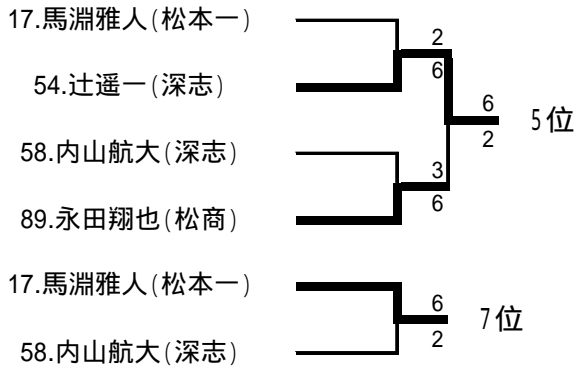 17.馬淵雅人(松本一)
2
6
54.辻遥一(深志)
6
2
5位
58.内山航大(深志)
3
6
89.永田翔也(松商)
17.馬淵雅人(松本一)
6
2
7位
58.内山航大(深志)